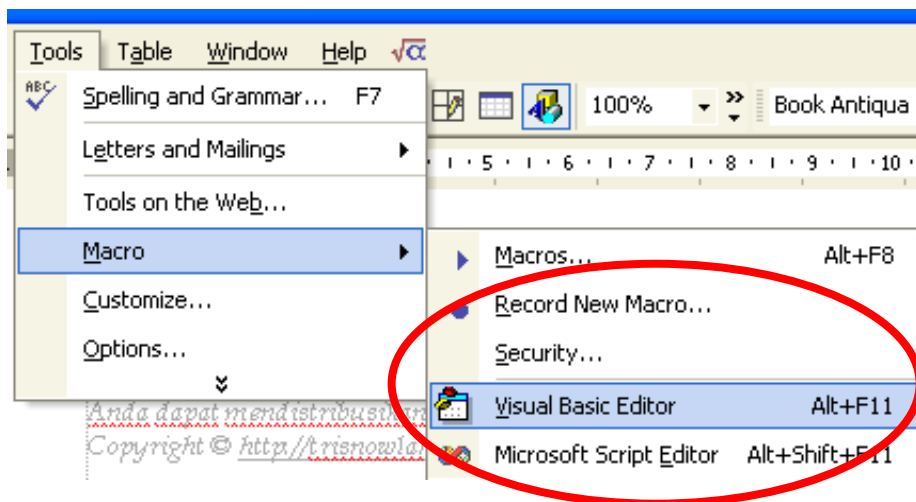 Tools Table Window Help √α
ABC Spelling and Grammar... F7
100% Book Antiqua
Letters and Mailings
5 6 7 8 9 10
Tools on the Web...
Macro
Macros... Alt+F8
Customize...
Record New Macro...
Options...
Security...
Anda dapat mendistribusikan
Visual Basic Editor Alt+F11
Copyright © http://trisnowla
Microsoft Script Editor Alt+Shift+F11